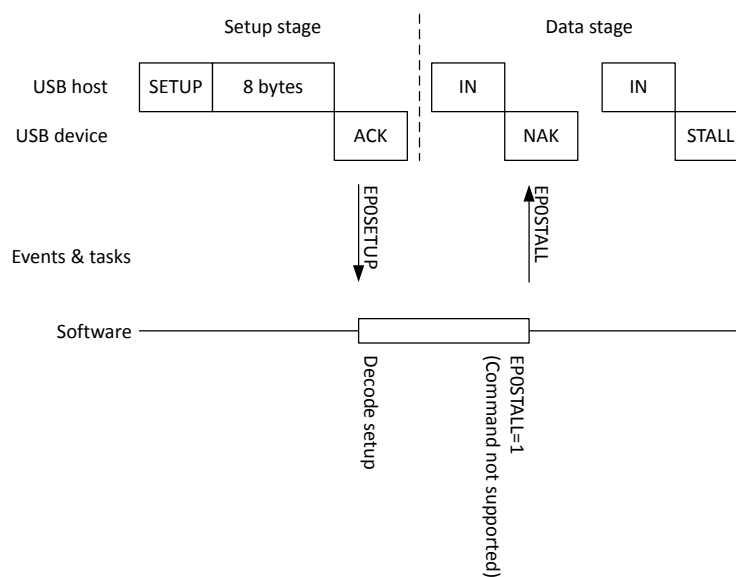 Setup stage
Data stage
USB host
SETUP
8 bytes
IN
IN
USB device
ACK
NAK
STALL
EP0SETUP
EP0STALL
Events & tasks
Software
Decode setup
EP0STALL=1
(Command not supported)